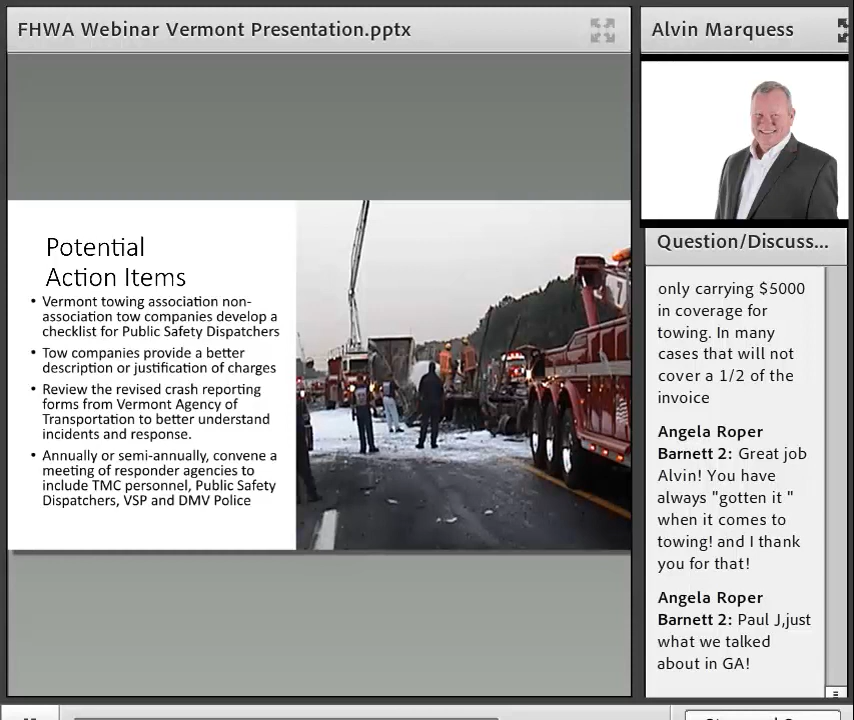 FHWA Webinar Vermont Presentation.pptx
Potential
Action Items
• Vermont towing association non-
association tow companies develop a
checklist for Public Safety Dispatchers
• Tow companies provide a better
description or justification of charges
• Review the revised crash reporting
forms from Vermont Agency of
Transportation to better understand
incidents and response.
• Annually or semi-annually, convene a
meeting of responder agencies to
include TMC personnel, Public Safety
Dispatchers, VSP and DMV Police
7
Alvin Marquess
Question/Discuss...
only carrying $5000
in coverage for
towing. In many
cases that will not
cover a 1/2 of the
invoice
Angela Roper
Barnett 2: Great job
Alvin! You have
always "gotten it "
when it comes to
towing! and I thank
you for that!
Angela Roper
Barnett 2: Paul J,just
what we talked
about in GA!